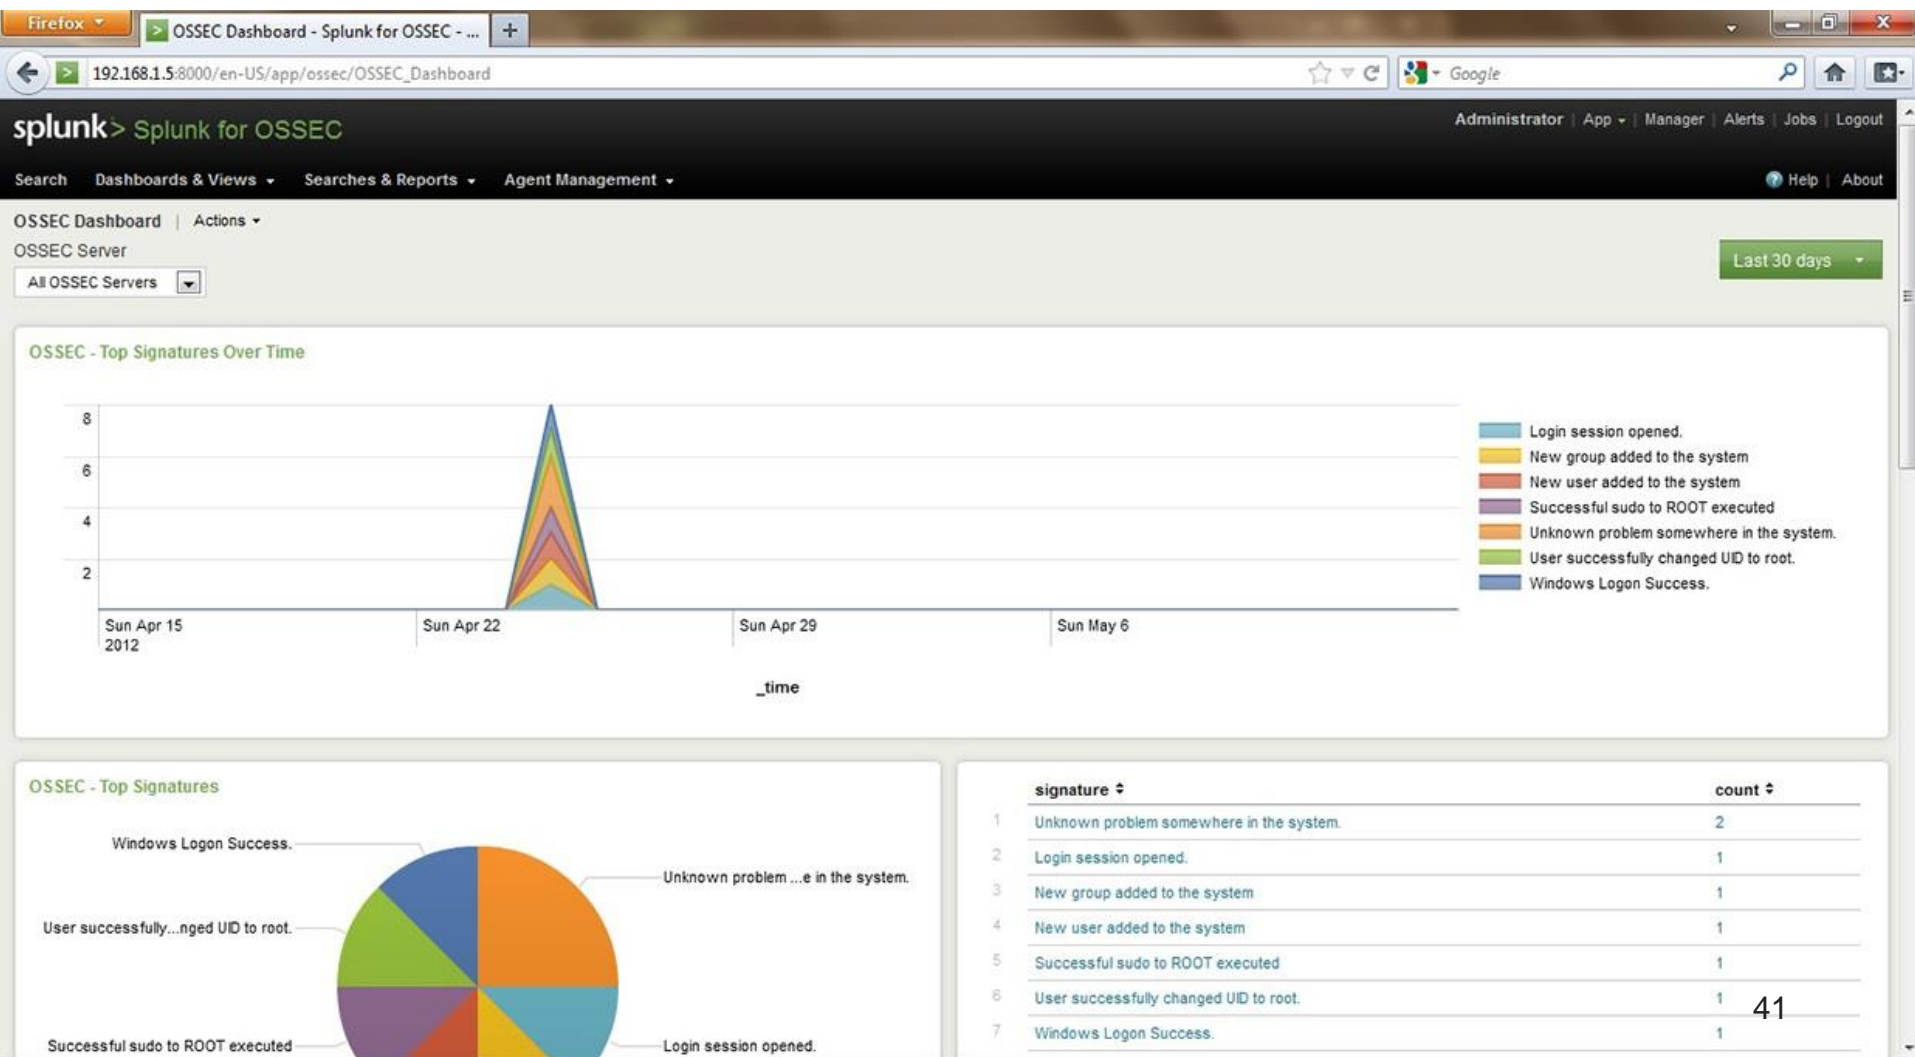 Firefox
OSSEC Dashboard - Splunk for OSSEC - ...
192.168.1.5:8000/en-US/app/ossec/OSSEC_Dashboard
Google
splunk> Splunk for OSSEC
Administrator | App | Manager | Alerts | Jobs | Logout
Search Dashboards & Views Searches & Reports Agent Management
Help | About
OSSEC Dashboard | Actions
OSSEC Server
All OSSEC Servers
Last 30 days
OSSEC - Top Signatures Over Time
8
6
4
2
Sun Apr 15
2012
Sun Apr 22
Sun Apr 29
Sun May 6
_time
Login session opened.
New group added to the system
New user added to the system
Successful sudo to ROOT executed
Unknown problem somewhere in the system.
User successfully changed UID to root.
Windows Logon Success.
OSSEC - Top Signatures
Windows Logon Success.
Unknown problem ...e in the system.
User successfully...nged UID to root.
Successful sudo to ROOT executed
Login session opened.
signature count
1 Unknown problem somewhere in the system. 2
2 Login session opened. 1
3 New group added to the system 1
4 New user added to the system 1
5 Successful sudo to ROOT executed 1
6 User successfully changed UID to root. 1
7 Windows Logon Success. 1
41